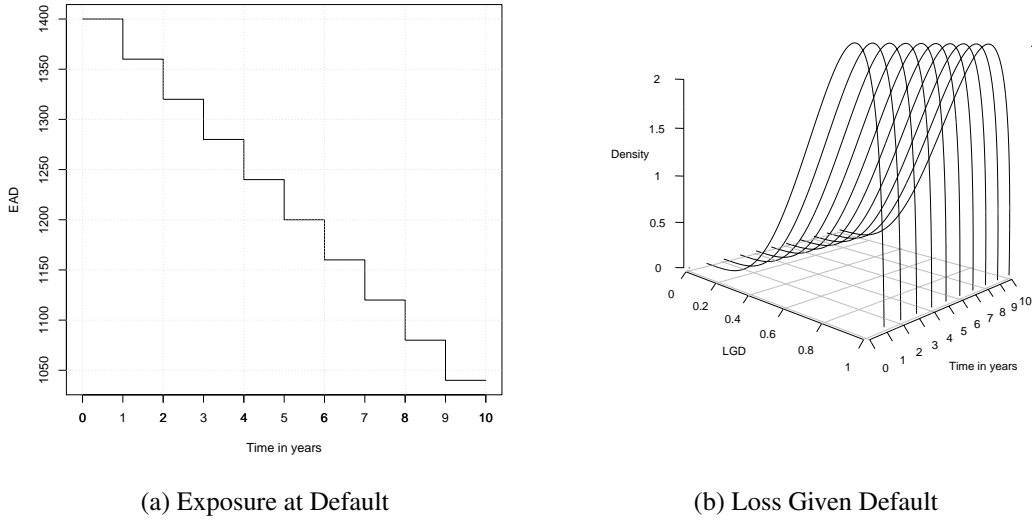 1400
1350
1300
1250
1200
1150
1100
1050
EAD
0 1 2 3 4 5 6 7 8 9 10
Time in years
(a) Exposure at Default
2
1.5
1
0.5
0
Density
0
0.2
0.4
0.6
0.8
1
LGD
0 1 2 3 4 5 6 7 8 9 10
Time in years
(b) Loss Given Default